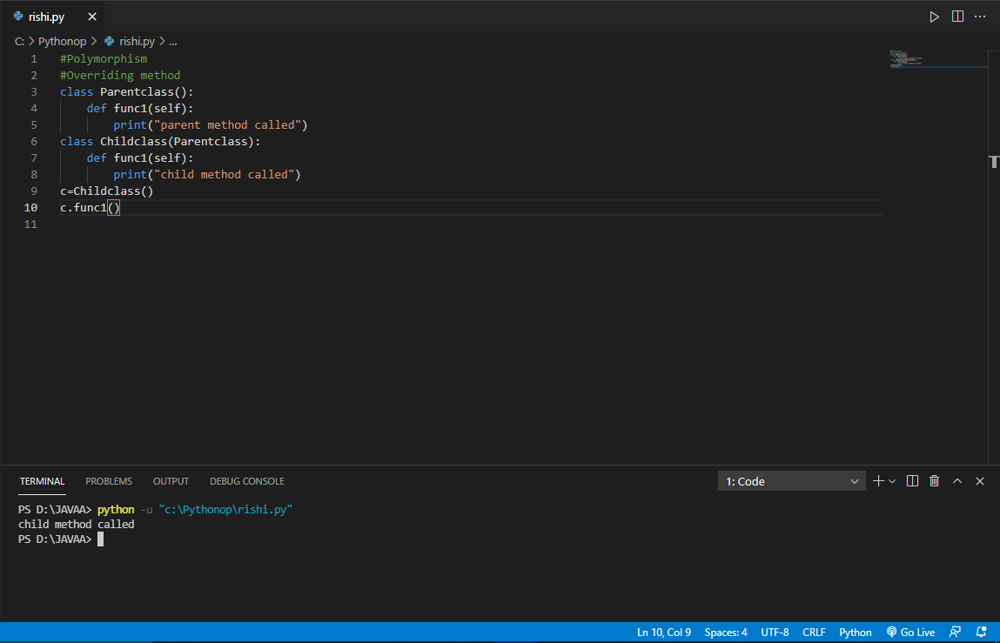 rishi.py
C: > Pythonop > rishi.py > ...
1 #Polymorphism
2 #Overriding method
3 class Parentclass():
4     def func1(self):
5         print("parent method called")
6 class Childclass(Parentclass):
7     def func1(self):
8         print("child method called")
9 c=Childclass()
10 c.func1()
11
TERMINAL PROBLEMS OUTPUT DEBUG CONSOLE 1: Code
PS D:\JAVAA> python -u "c:\Pythonop\rishi.py"
child method called
PS D:\JAVAA>
Ln 10, Col 9 Spaces: 4 UTF-8 CRLF Python Go Live